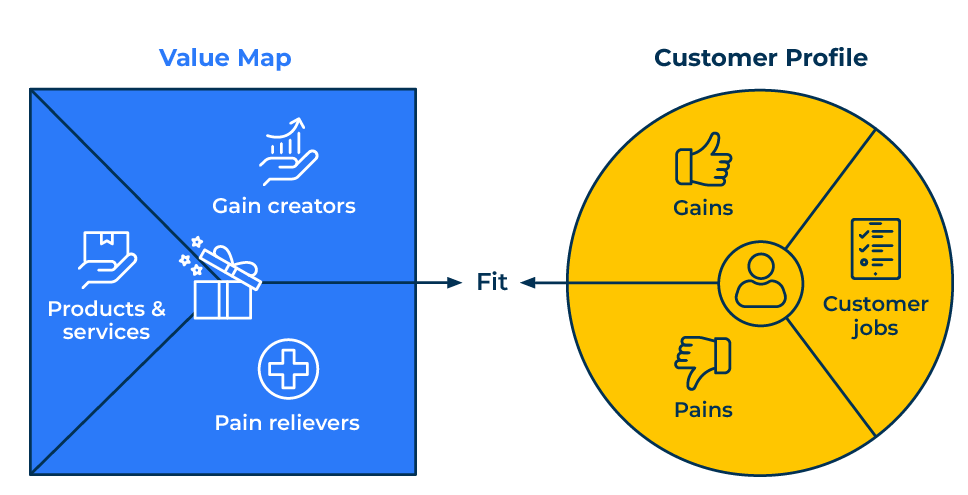 Value Map
Customer Profile
Gain creators
Products &
services
Pain relievers
Fit
Gains
Customer
jobs
Pains